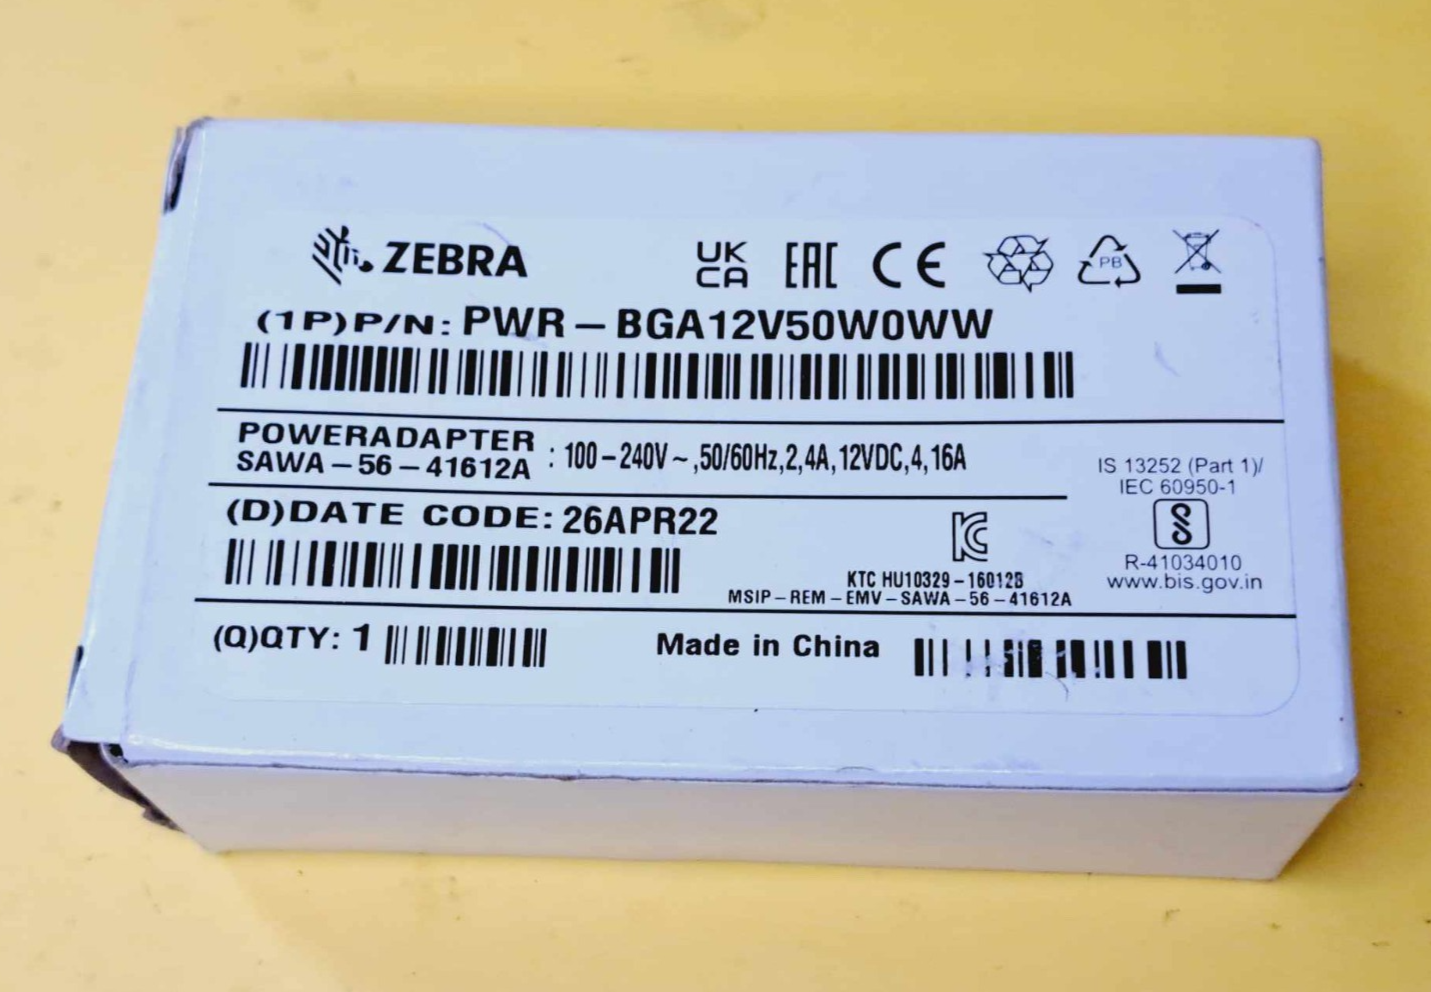 ZEBRA
UK
CA EAC CE
PB
(1P)P/N: PWR-BGA12V50W0WW
POWERADAPTER
SAWA-56-41612A : 100-240V~,50/60Hz,2,4A,12VDC,4,16A
IS 13252 (Part 1)/
IEC 60950-1
(D)DATE CODE: 26APR22
R-41034010
www.bis.gov.in
KTC HU10329-16012B
MSIP-REM-EMV-SAWA-56-41612A
(Q)QTY: 1 Made in China